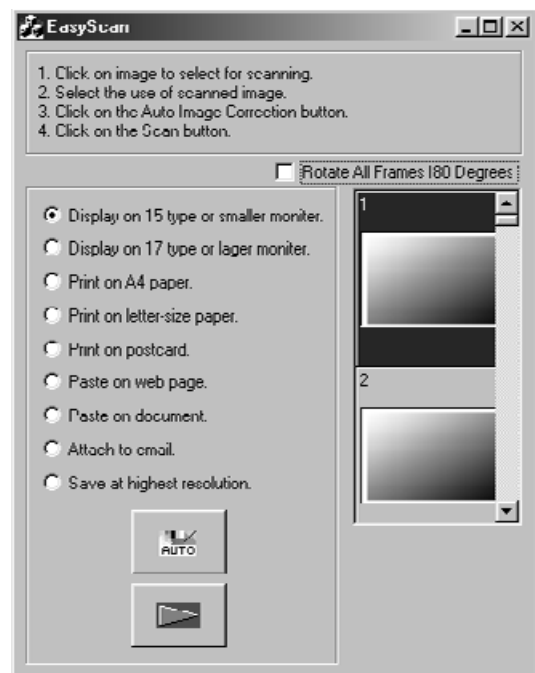 EasyScan
1. Click on image to select for scanning.
2. Select the use of scanned image.
3. Click on the Auto Image Correction button.
4. Click on the Scan button.
Rotate All Frames 180 Degrees
Display on 15 type or smaller moniter.
Display on 17 type or lager moniter.
Print on A4 paper.
Print on letter-size paper.
Print on postcard.
Paste on web page.
Paste on document.
Attach to email.
Save at highest resolution.
AUTO
1
2